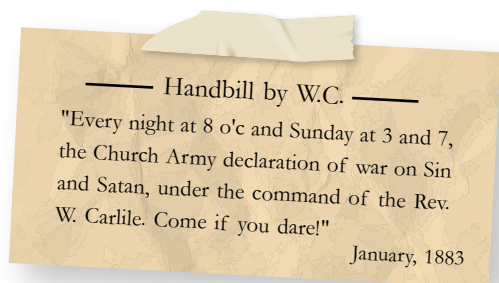 Handbill by W.C.
"Every night at 8 o'c and Sunday at 3 and 7,
the Church Army declaration of war on Sin
and Satan, under the command of the Rev.
W. Carlile. Come if you dare!"
January, 1883